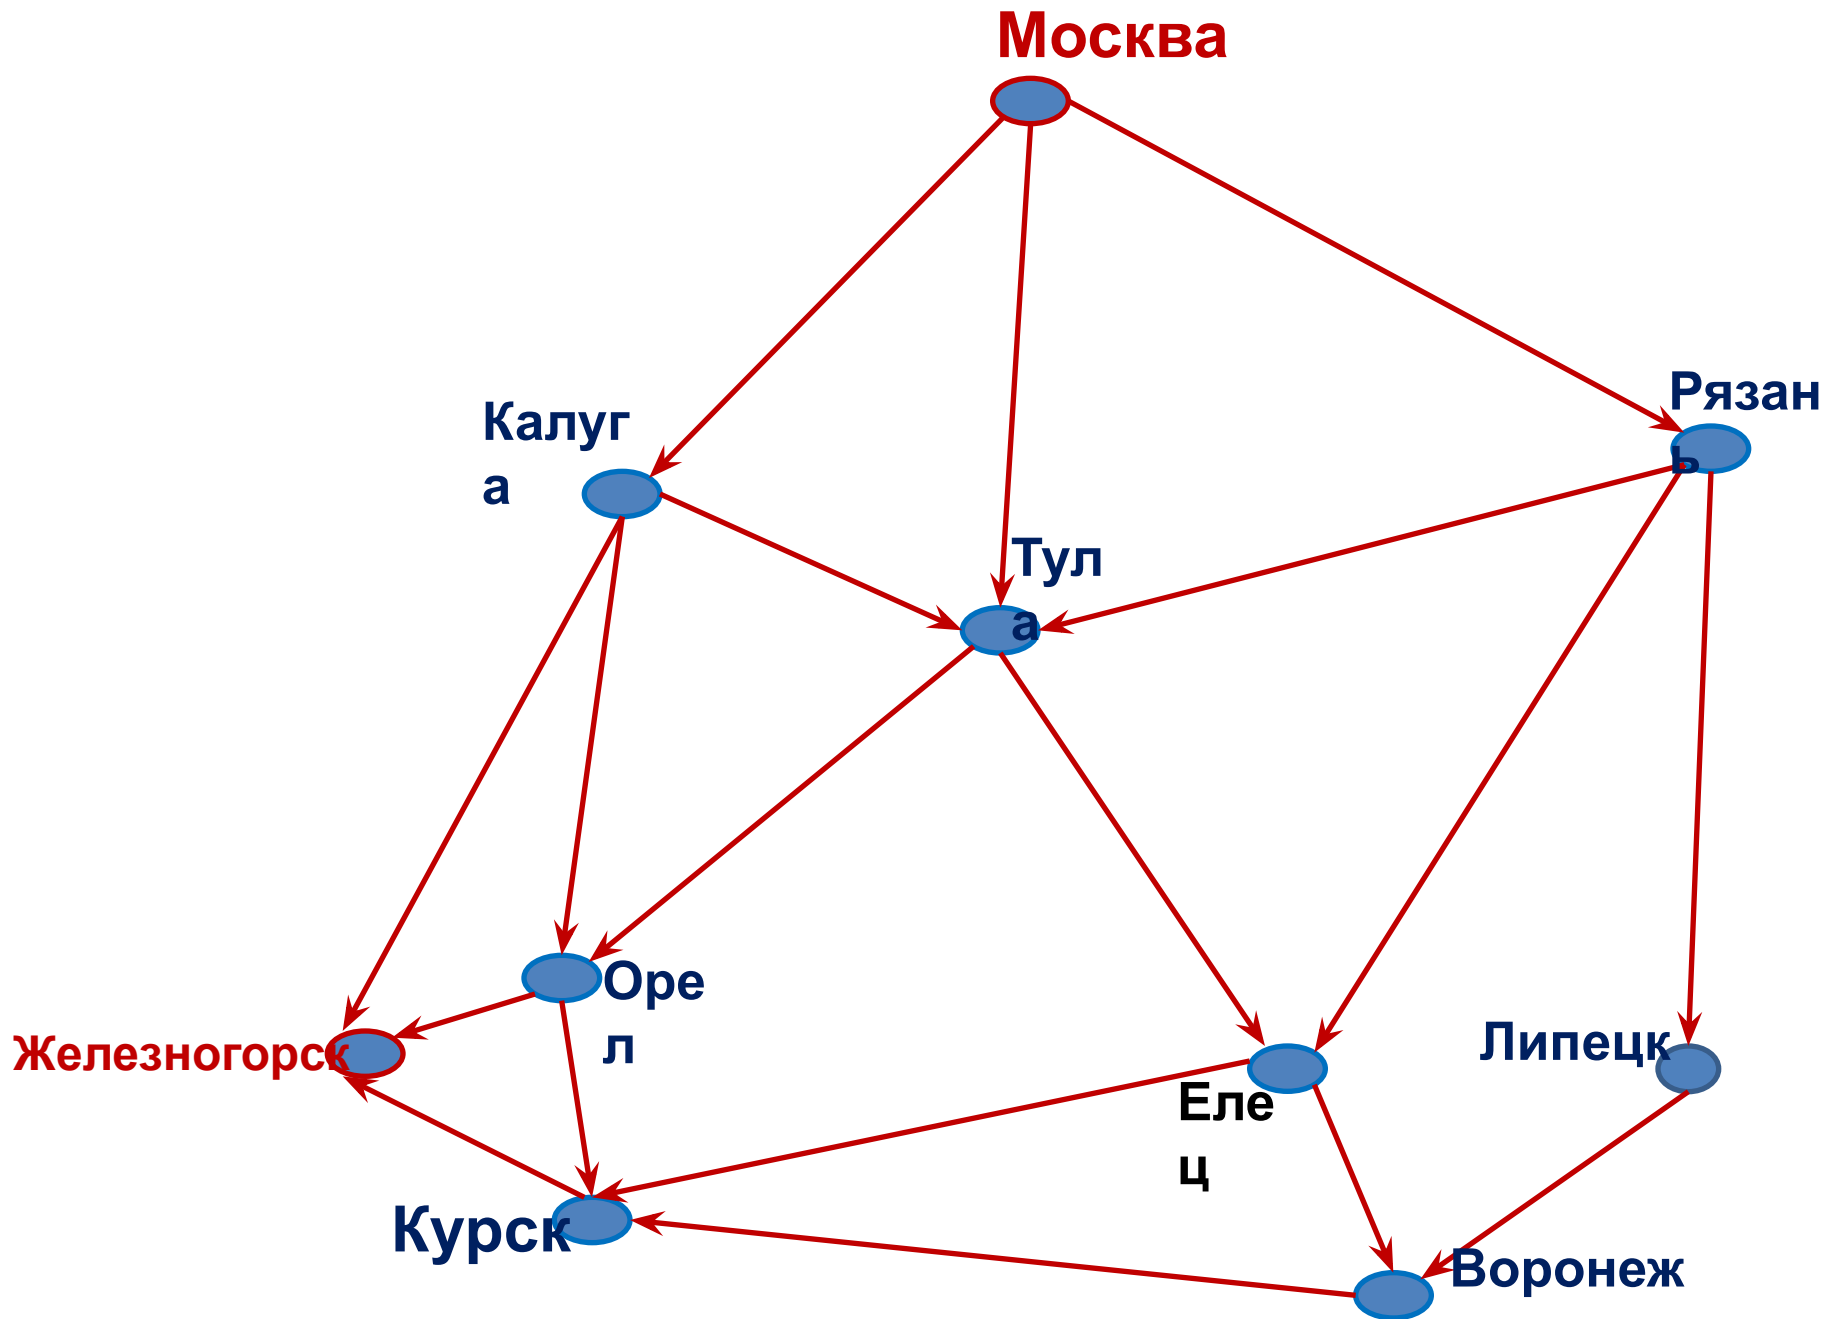 Москва
Рязан
ь
Калуг
а
Тул
а
Оре
л
Железногорск
Липецк
Еле
ц
Курск
Воронеж